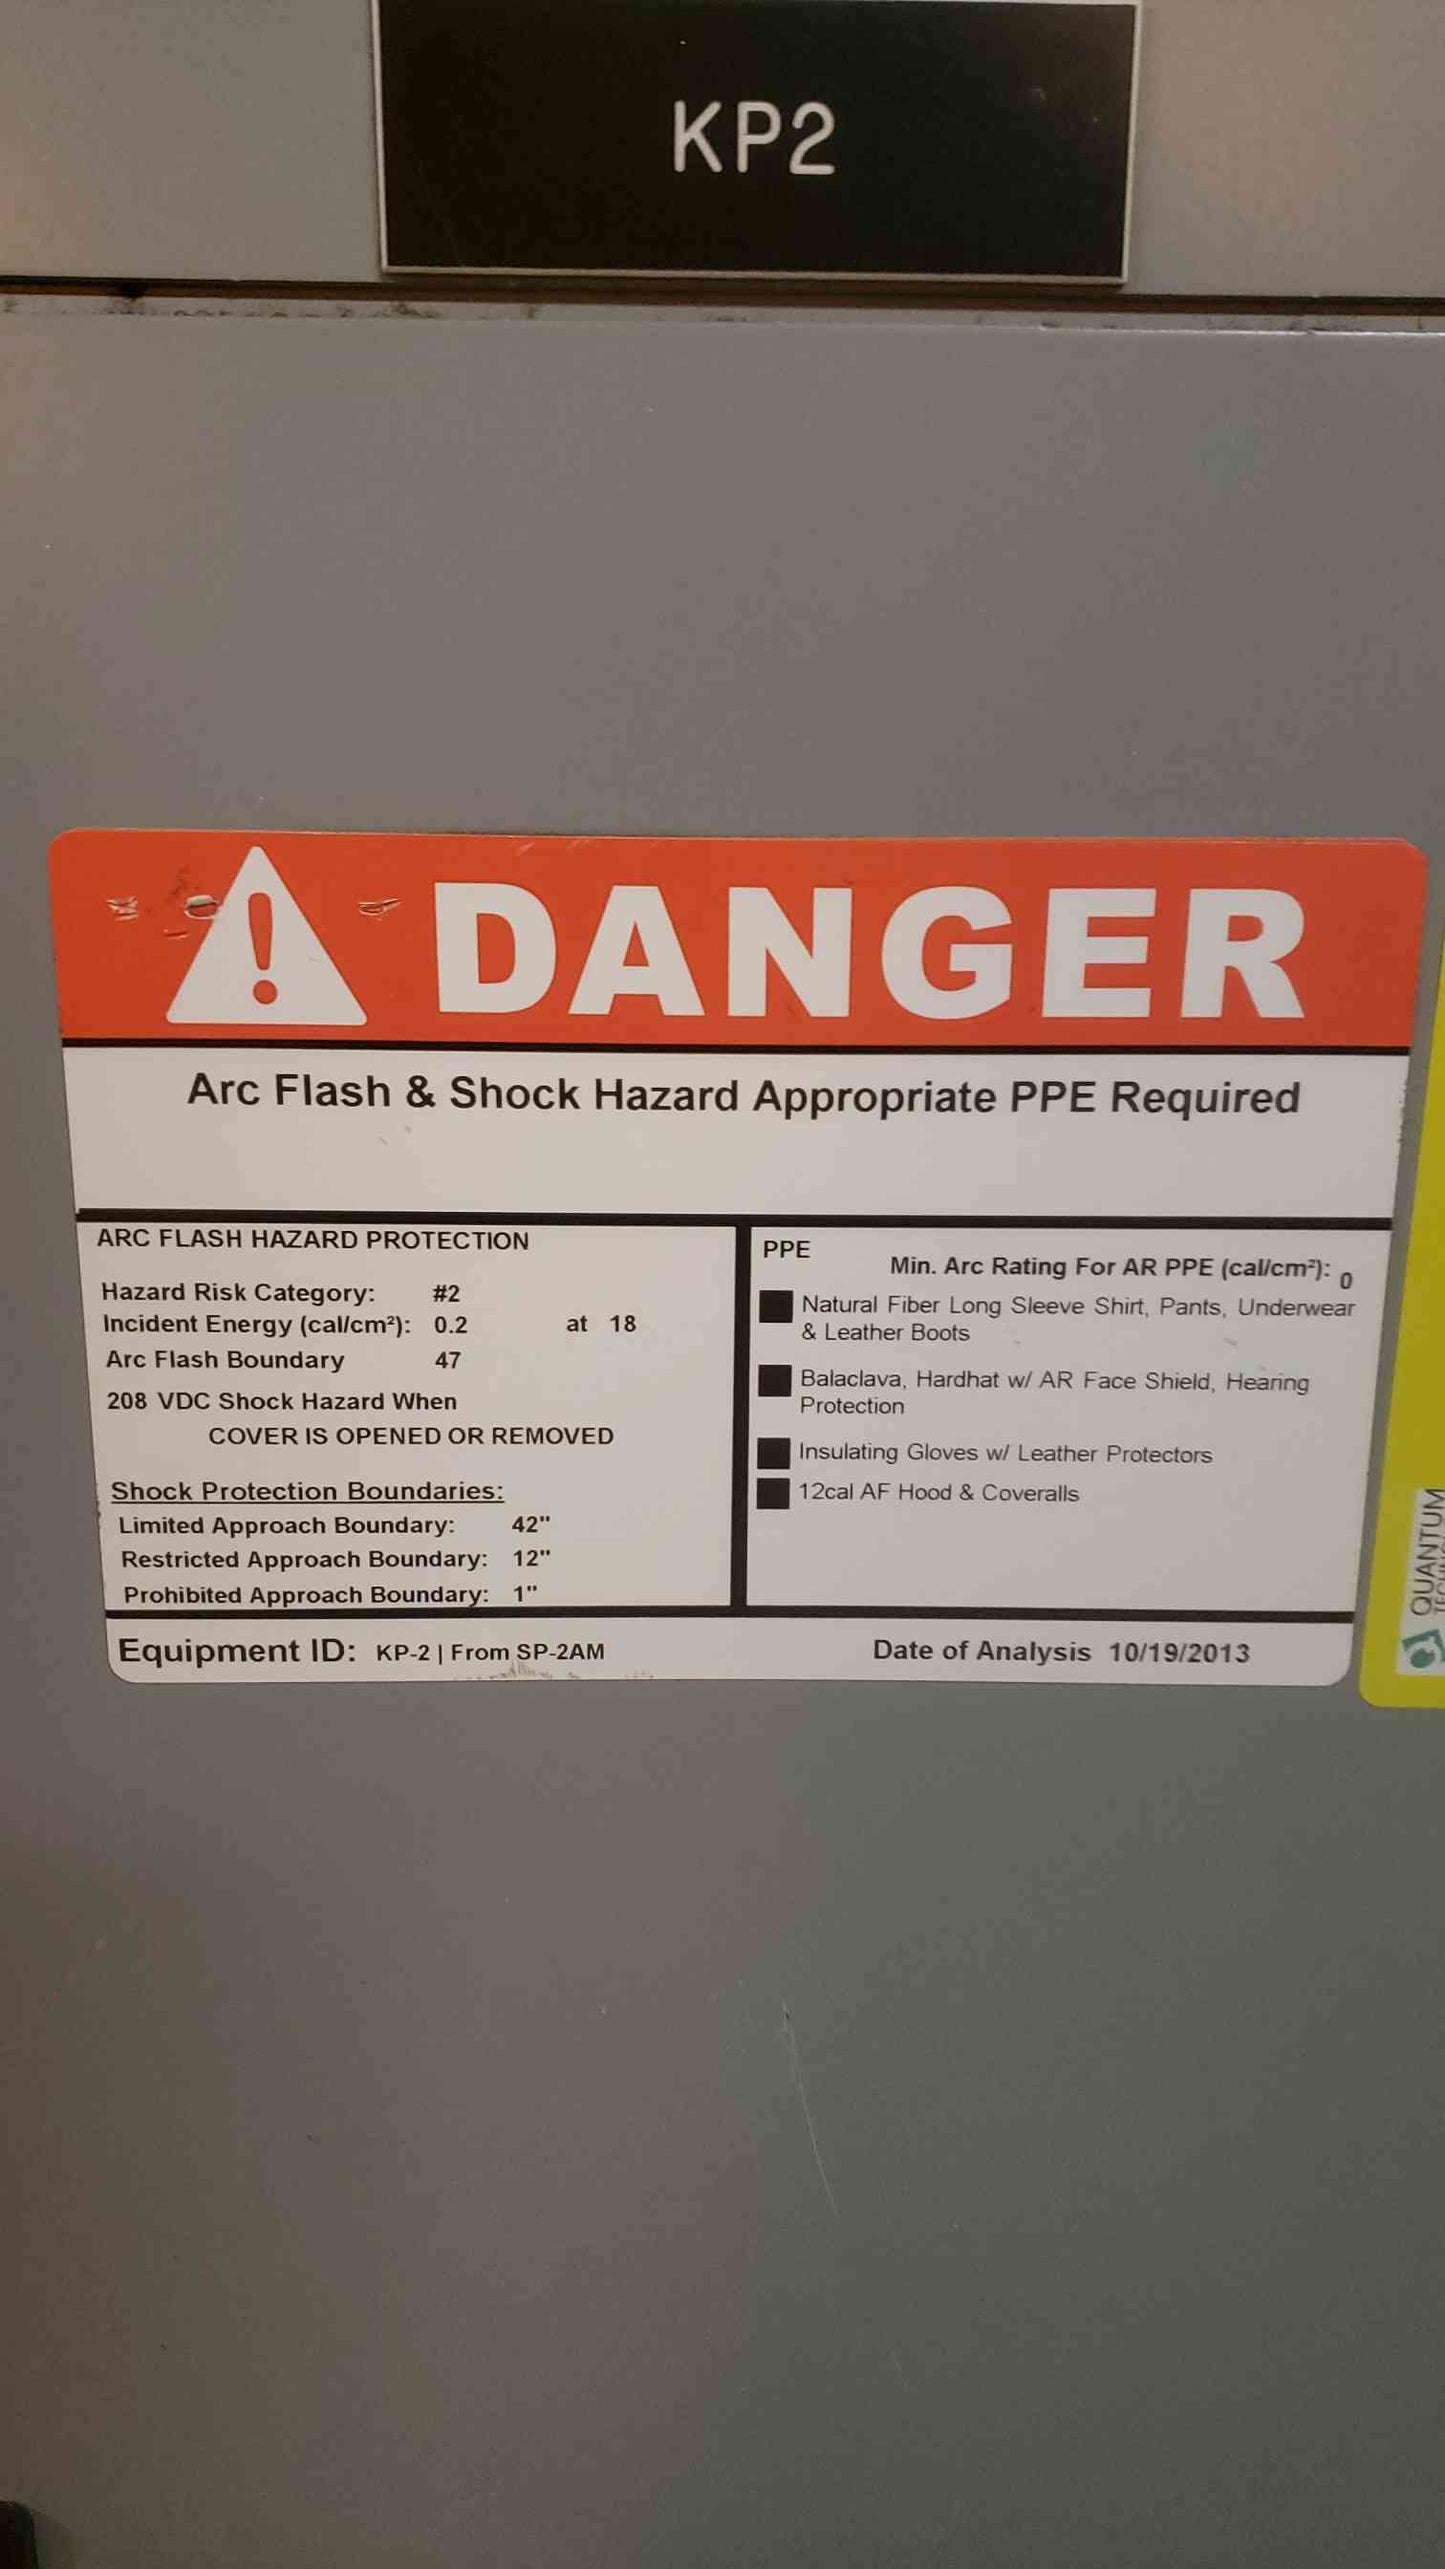 KP2
DANGER
Arc Flash & Shock Hazard Appropriate PPE Required
ARC FLASH HAZARD PROTECTION
Hazard Risk Category: #2
Incident Energy (cal/cm²): 0.2 at 18
Arc Flash Boundary 47
208 VDC Shock Hazard When
COVER IS OPENED OR REMOVED
Shock Protection Boundaries:
Limited Approach Boundary: 42"
Restricted Approach Boundary: 12"
Prohibited Approach Boundary: 1"
PPE
Min. Arc Rating For AR PPE (cal/cm²): 0
Natural Fiber Long Sleeve Shirt, Pants, Underwear
& Leather Boots
Balaclava, Hardhat w/ AR Face Shield, Hearing
Protection
Insulating Gloves w/ Leather Protectors
12cal AF Hood & Coveralls
Equipment ID: KP-2 | From SP-2AM
Date of Analysis 10/19/2013
QUANTUM